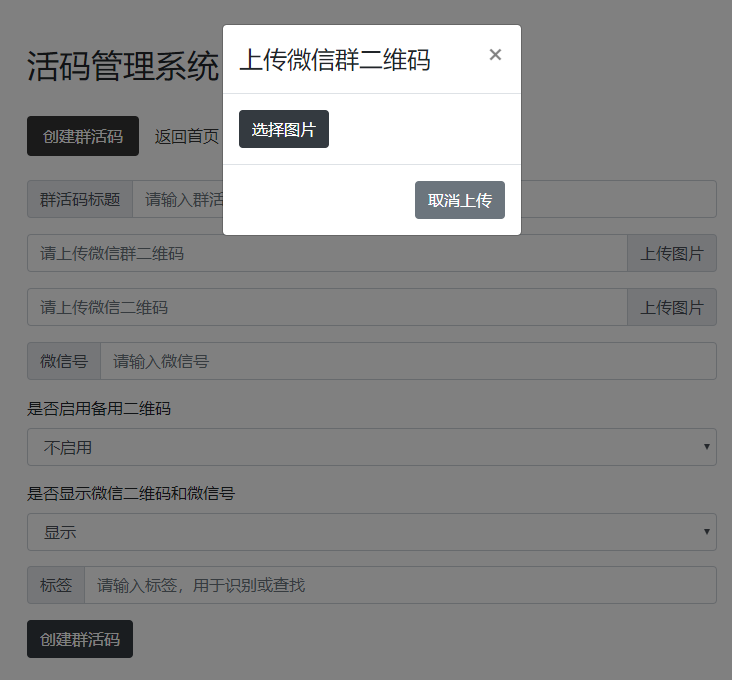 活码管理系统
上传微信群二维码
×
选择图片
取消上传
创建群活码
返回首页
群活码标题
请输入群活
请上传微信群二维码
上传图片
请上传微信二维码
上传图片
微信号
请输入微信号
是否启用备用二维码
不启用
是否显示微信二维码和微信号
显示
标签
请输入标签，用于识别或查找
创建群活码